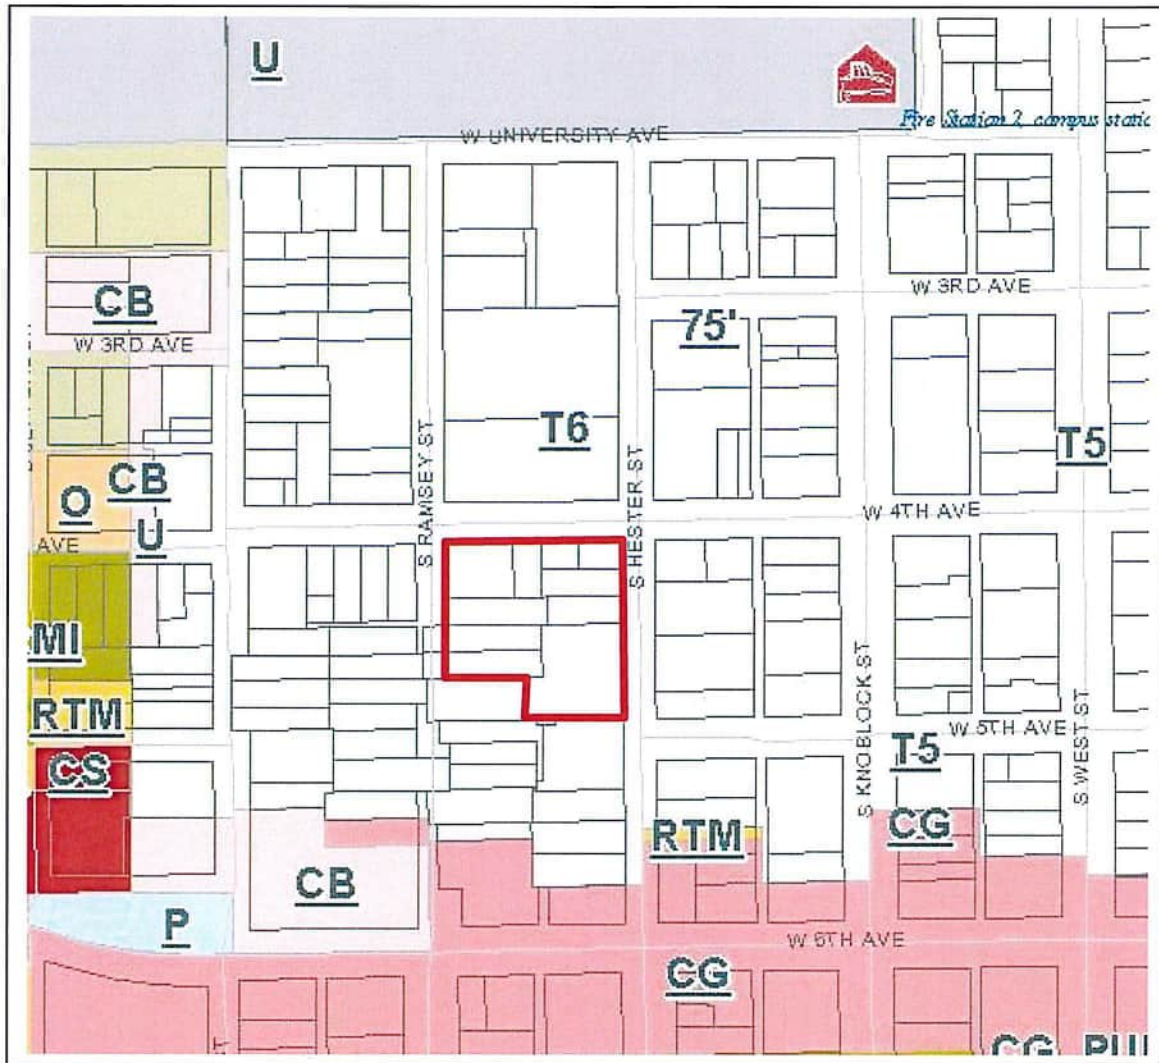 U
Fire Station 2, campus static
W UNIVERSITY AVE
W 3RD AVE
CB
75'
W 3RD AVE
T6
T5
S RAMSEY ST
S HESTER ST
CB
O
U
W 4TH AVE
AVE
MI
RTM
S KNOBLOCK ST
S WEST ST
W 5TH AVE
T5
CS
CG
RTM
CB
P
W 6TH AVE
CG
CG